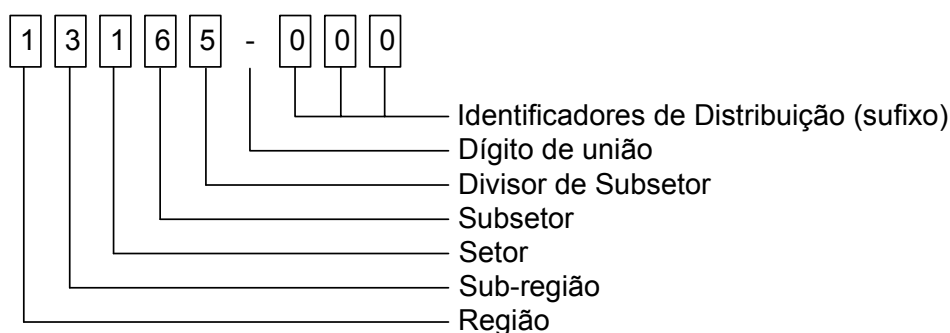 1 3 1 6 5 - 0 0 0
Identificadores de Distribuição (sufixo)
Dígito de união
Divisor de Subsetor
Subsetor
Setor
Sub-região
Região